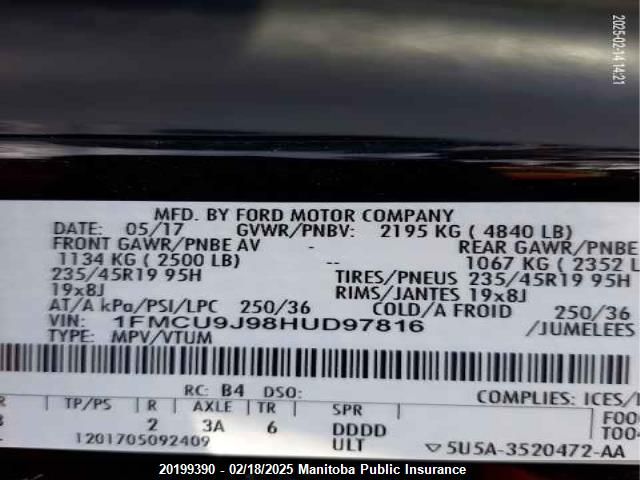 2025-02-14 14:21
MFD. BY FORD MOTOR COMPANY
DATE: 05/17 GVWR/PNBV: 2195 KG ( 4840 LB)
FRONT GAWR/PNBE AV - REAR GAWR/PNBE
1134 KG ( 2500 LB) -- 1067 KG ( 2352 L
235/45R19 95H TIRES/PNEUS 235/45R19 95H
19x8J RIMS/JANTES 19x8J
AT/A kPa/PSI/LPC 250/36 COLD/A FROID 250/36
VIN: 1FMCU9J98HUD97816 /JUMELEES
TYPE: MPV/VTUM
RC: B4 DSO: COMPLIES: ICES/
TP/PS R AXLE TR SPR F00
2 3A 6 DDDD T00
1201705092409 ULT 5U5A-3520472-AA
20199390 - 02/18/2025 Manitoba Public Insurance